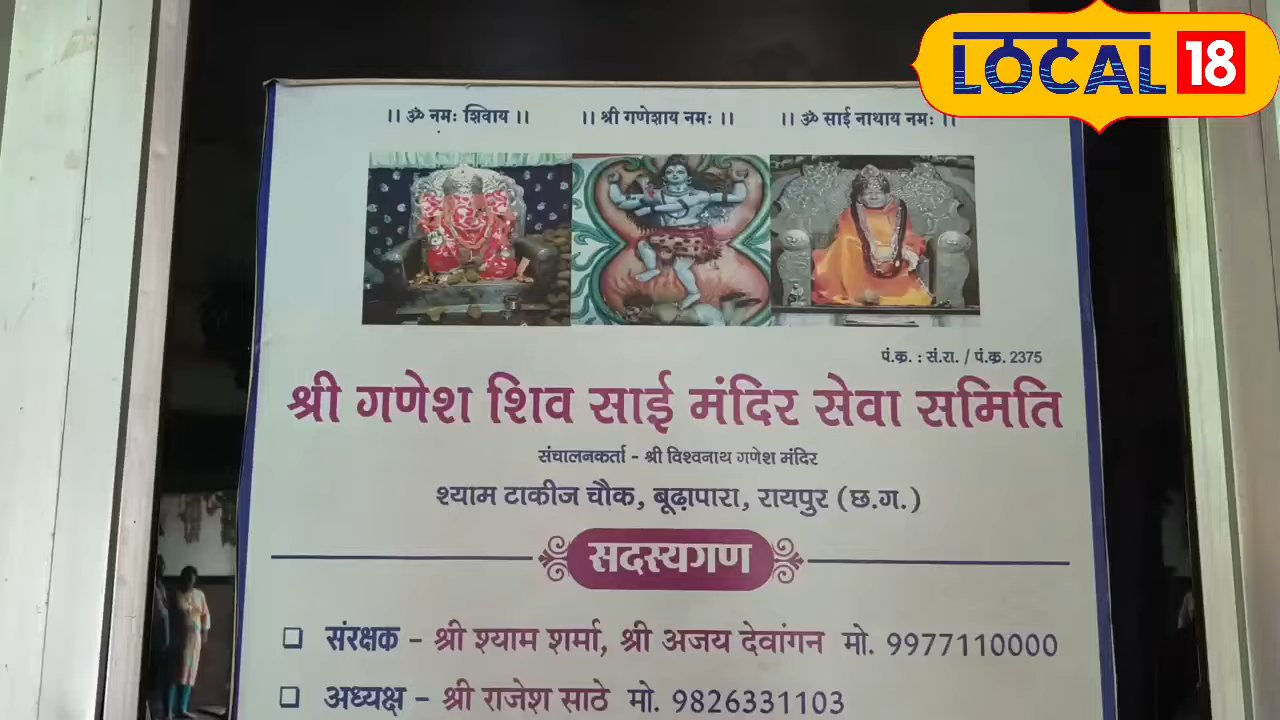 LOCAL 18
।। ॐ नमः शिवाय ।। ।। श्री गणेशाय नमः ।। ।। ॐ साई नाथाय नमः ।।
पं.क्र. : सं.रा. / पं.क्र. 2375
श्री गणेश शिव साई मंदिर सेवा समिति
संचालनकर्ता - श्री विश्वनाथ गणेश मंदिर
श्याम टाकीज चौक, बूढ़ापारा, रायपुर (छ.ग.)
सदस्यगण
❑ संरक्षक - श्री श्याम शर्मा, श्री अजय देवांगन मो. 9977110000
❑ अध्यक्ष - श्री राजेश साठे मो. 9826331103